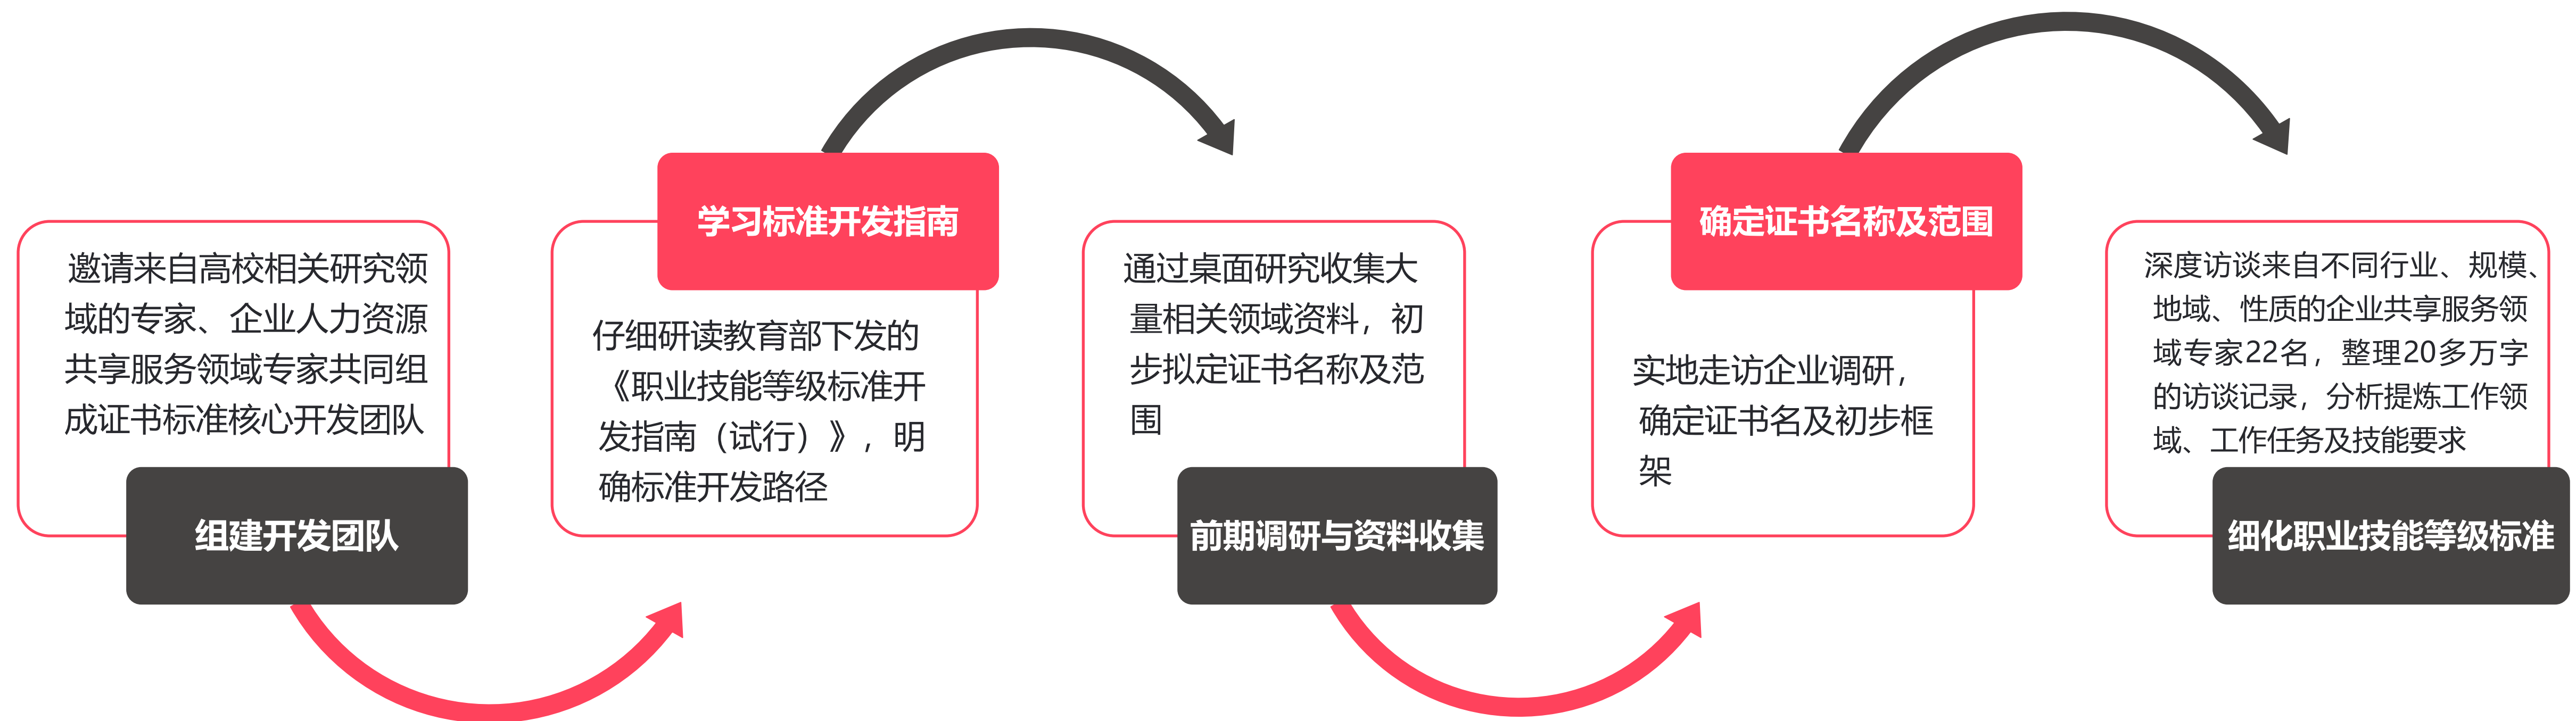 邀请来自高校相关研究领
域的专家、企业人力资源
共享服务领域专家共同组
成证书标准核心开发团队
组建开发团队
学习标准开发指南
仔细研读教育部下发的
《职业技能等级标准开
发指南（试行）》，明
确标准开发路径
通过桌面研究收集大
量相关领域资料，初
步拟定证书名称及范
围
前期调研与资料收集
确定证书名称及范围
实地走访企业调研，
确定证书名及初步框
架
深度访谈来自不同行业、规模、
地域、性质的企业共享服务领
域专家22名，整理20多万字
的访谈记录，分析提炼工作领
域、工作任务及技能要求
细化职业技能等级标准